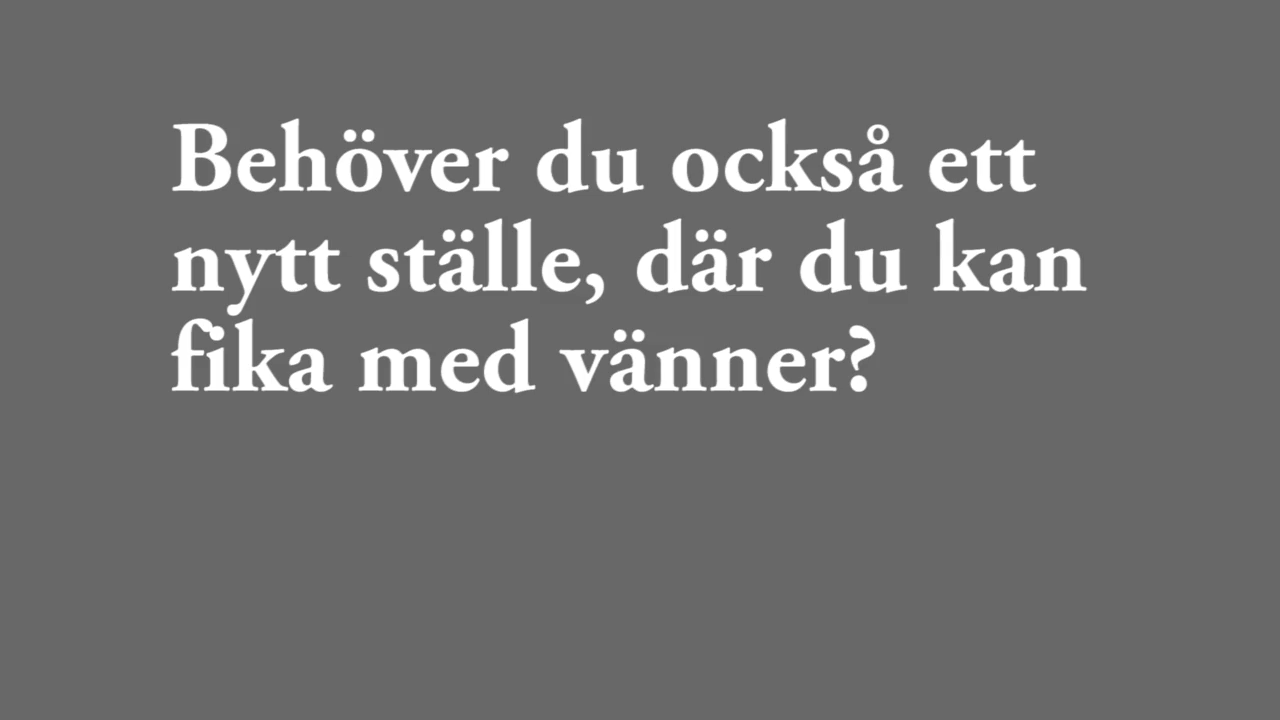 Behöver du också ett
nytt ställe, där du kan
fika med vänner?